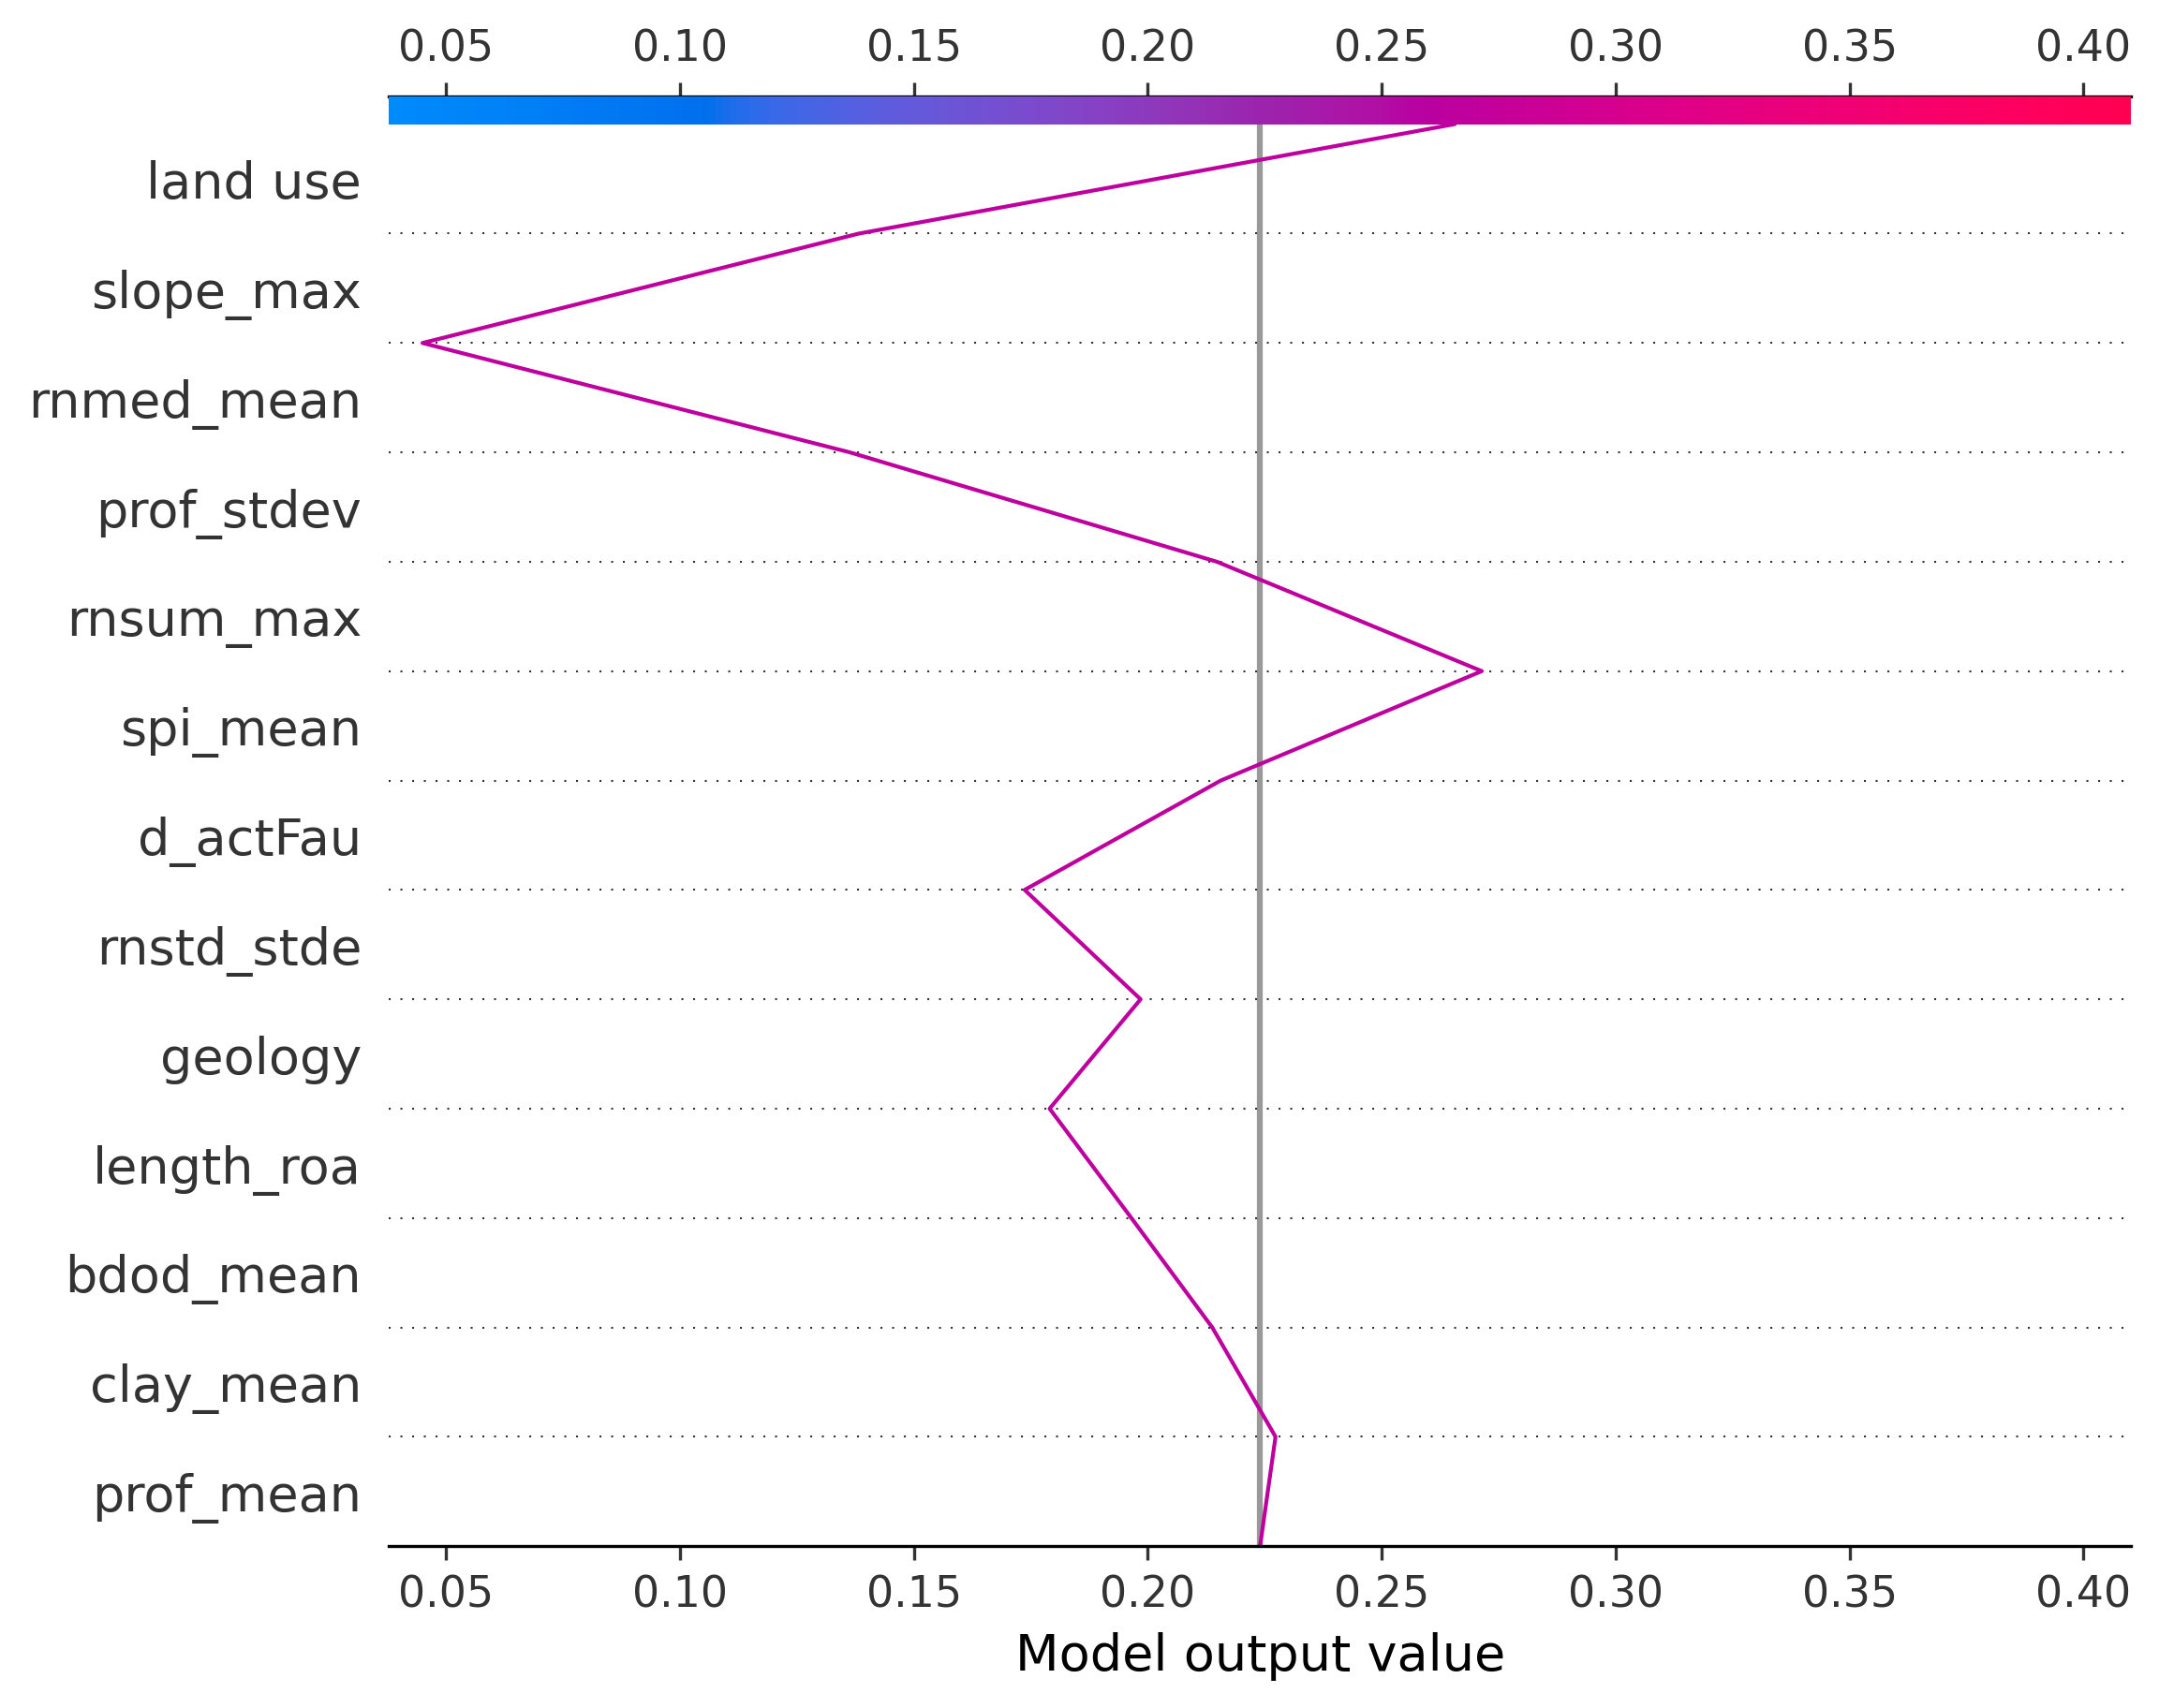 0.05 0.10 0.15 0.20 0.25 0.30 0.35 0.40
land use
slope_max
rnmed_mean
prof_stdev
rnsum_max
spi_mean
d_actFau
rnstd_stde
geology
length_roa
bdod_mean
clay_mean
prof_mean
0.05 0.10 0.15 0.20 0.25 0.30 0.35 0.40
Model output value